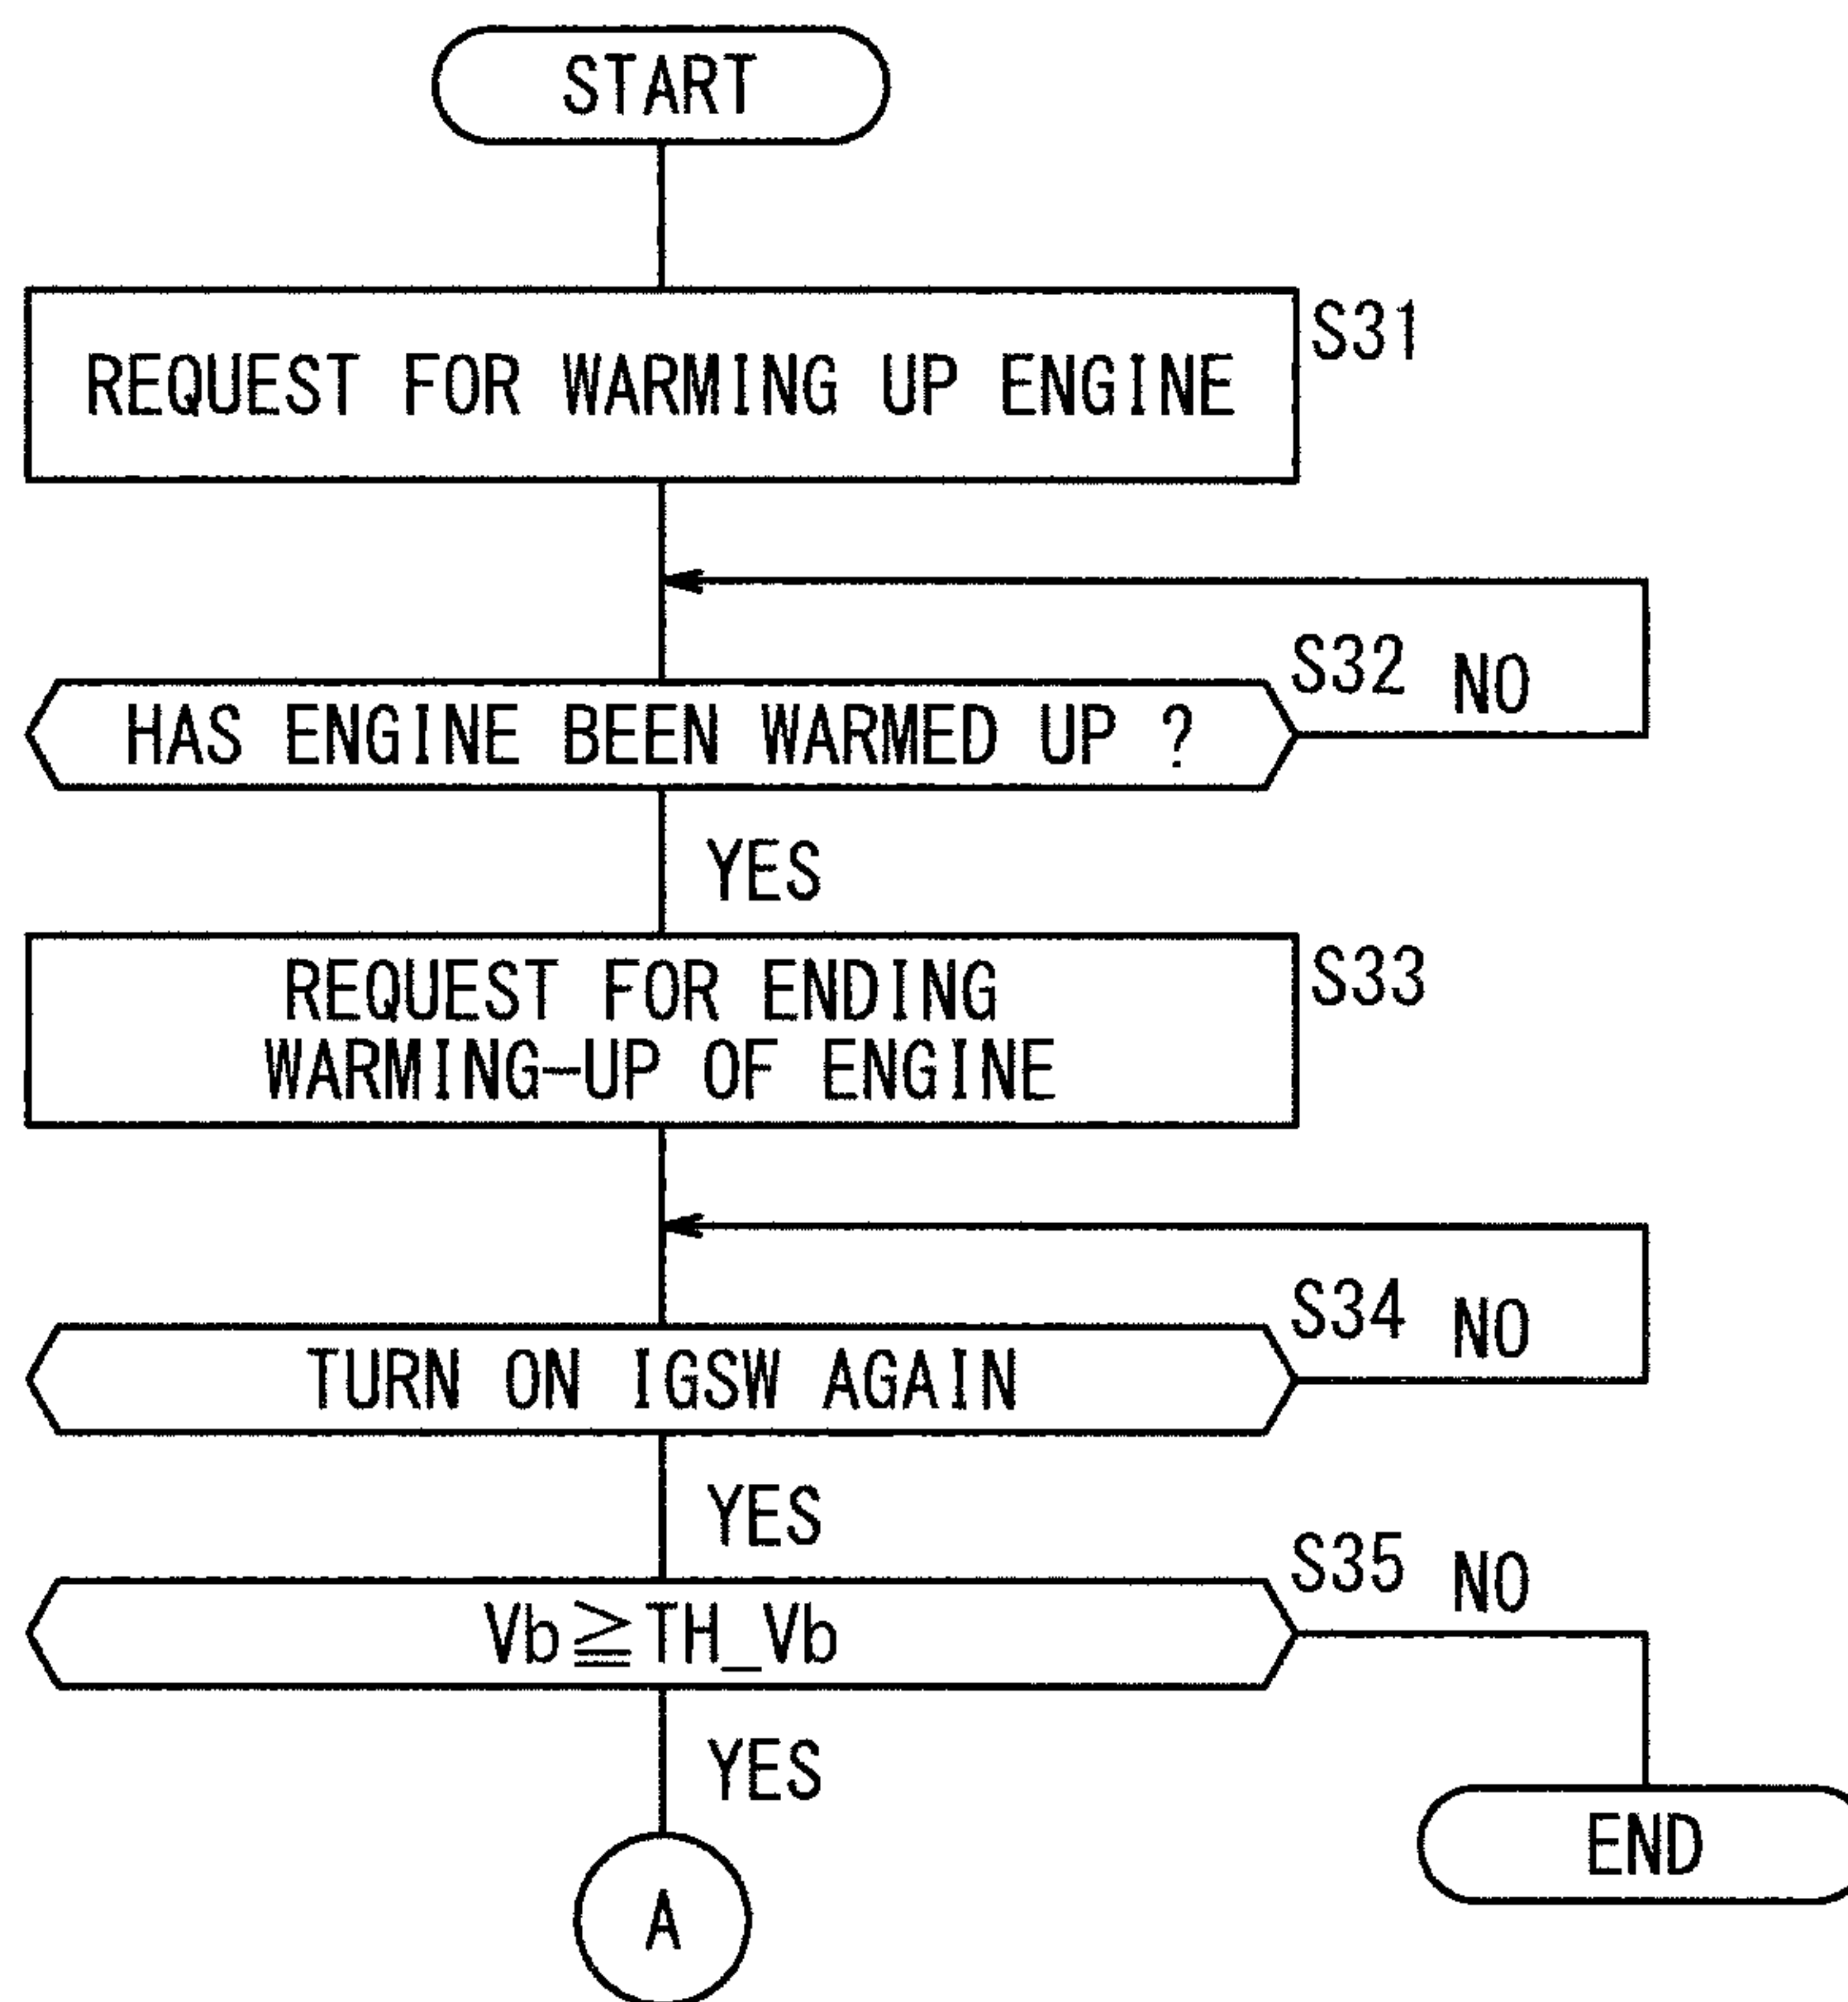 START
REQUEST FOR WARMING UP ENGINE
S31
S32
NO
HAS ENGINE BEEN WARMED UP ?
YES
REQUEST FOR ENDING
WARMING-UP OF ENGINE
S33
S34
NO
TURN ON IGSW AGAIN
YES
S35
NO
Vb≧TH_Vb
YES
END
A